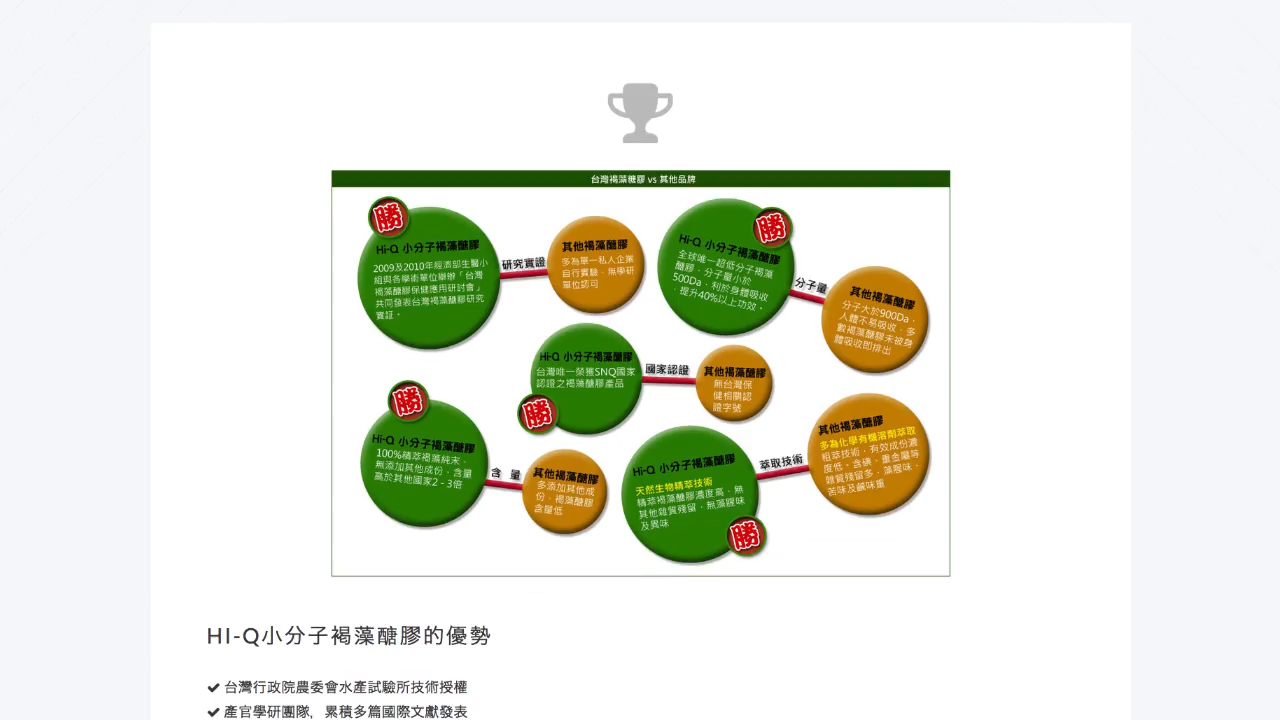 台灣褐藻糖膠 vs 其他品牌
勝
Hi-Q 小分子褐藻醣膠
2009及2010年經濟部生醫小
組與各學術單位舉辦「台灣
褐藻醣膠保健應用研討會」
共同發表台灣褐藻醣膠研究
實証。
研究實證
其他褐藻醣膠
多為單一私人企業
自行實驗，無學研
單位認可
勝
Hi-Q 小分子褐藻醣膠
全球唯一超低分子褐藻
醣膠，分子量小於
500Da，利於身體吸收
，提升40%以上功效。
分子量
其他褐藻醣膠
分子大於900Da，
人體不易吸收，多
數褐藻醣膠未被身
體吸收即排出
Hi-Q 小分子褐藻醣膠
台灣唯一榮獲SNQ國家
認證之褐藻醣膠產品
勝
國家認證
其他褐藻醣膠
無台灣保
健相關認
證字號
勝
Hi-Q 小分子褐藻醣膠
100%精萃褐藻純末，
無添加其他成份，含量
高於其他國家2-3倍
含 量
其他褐藻醣膠
多添加其他成
份，褐藻醣膠
含量低
Hi-Q 小分子褐藻醣膠
天然生物精萃技術
精萃褐藻醣膠濃度高，無
其他雜質殘留，無藻腥味
及異味
勝
萃取技術
其他褐藻醣膠
多為化學有機溶劑萃取
粗萃技術，有效成份濃
度低。含碘、重金屬等
雜質殘留多，藻腥味，
苦味及鹹味重
HI-Q小分子褐藻醣膠的優勢
台灣行政院農委會水產試驗所技術授權
產官學研團隊，累積多篇國際文獻發表